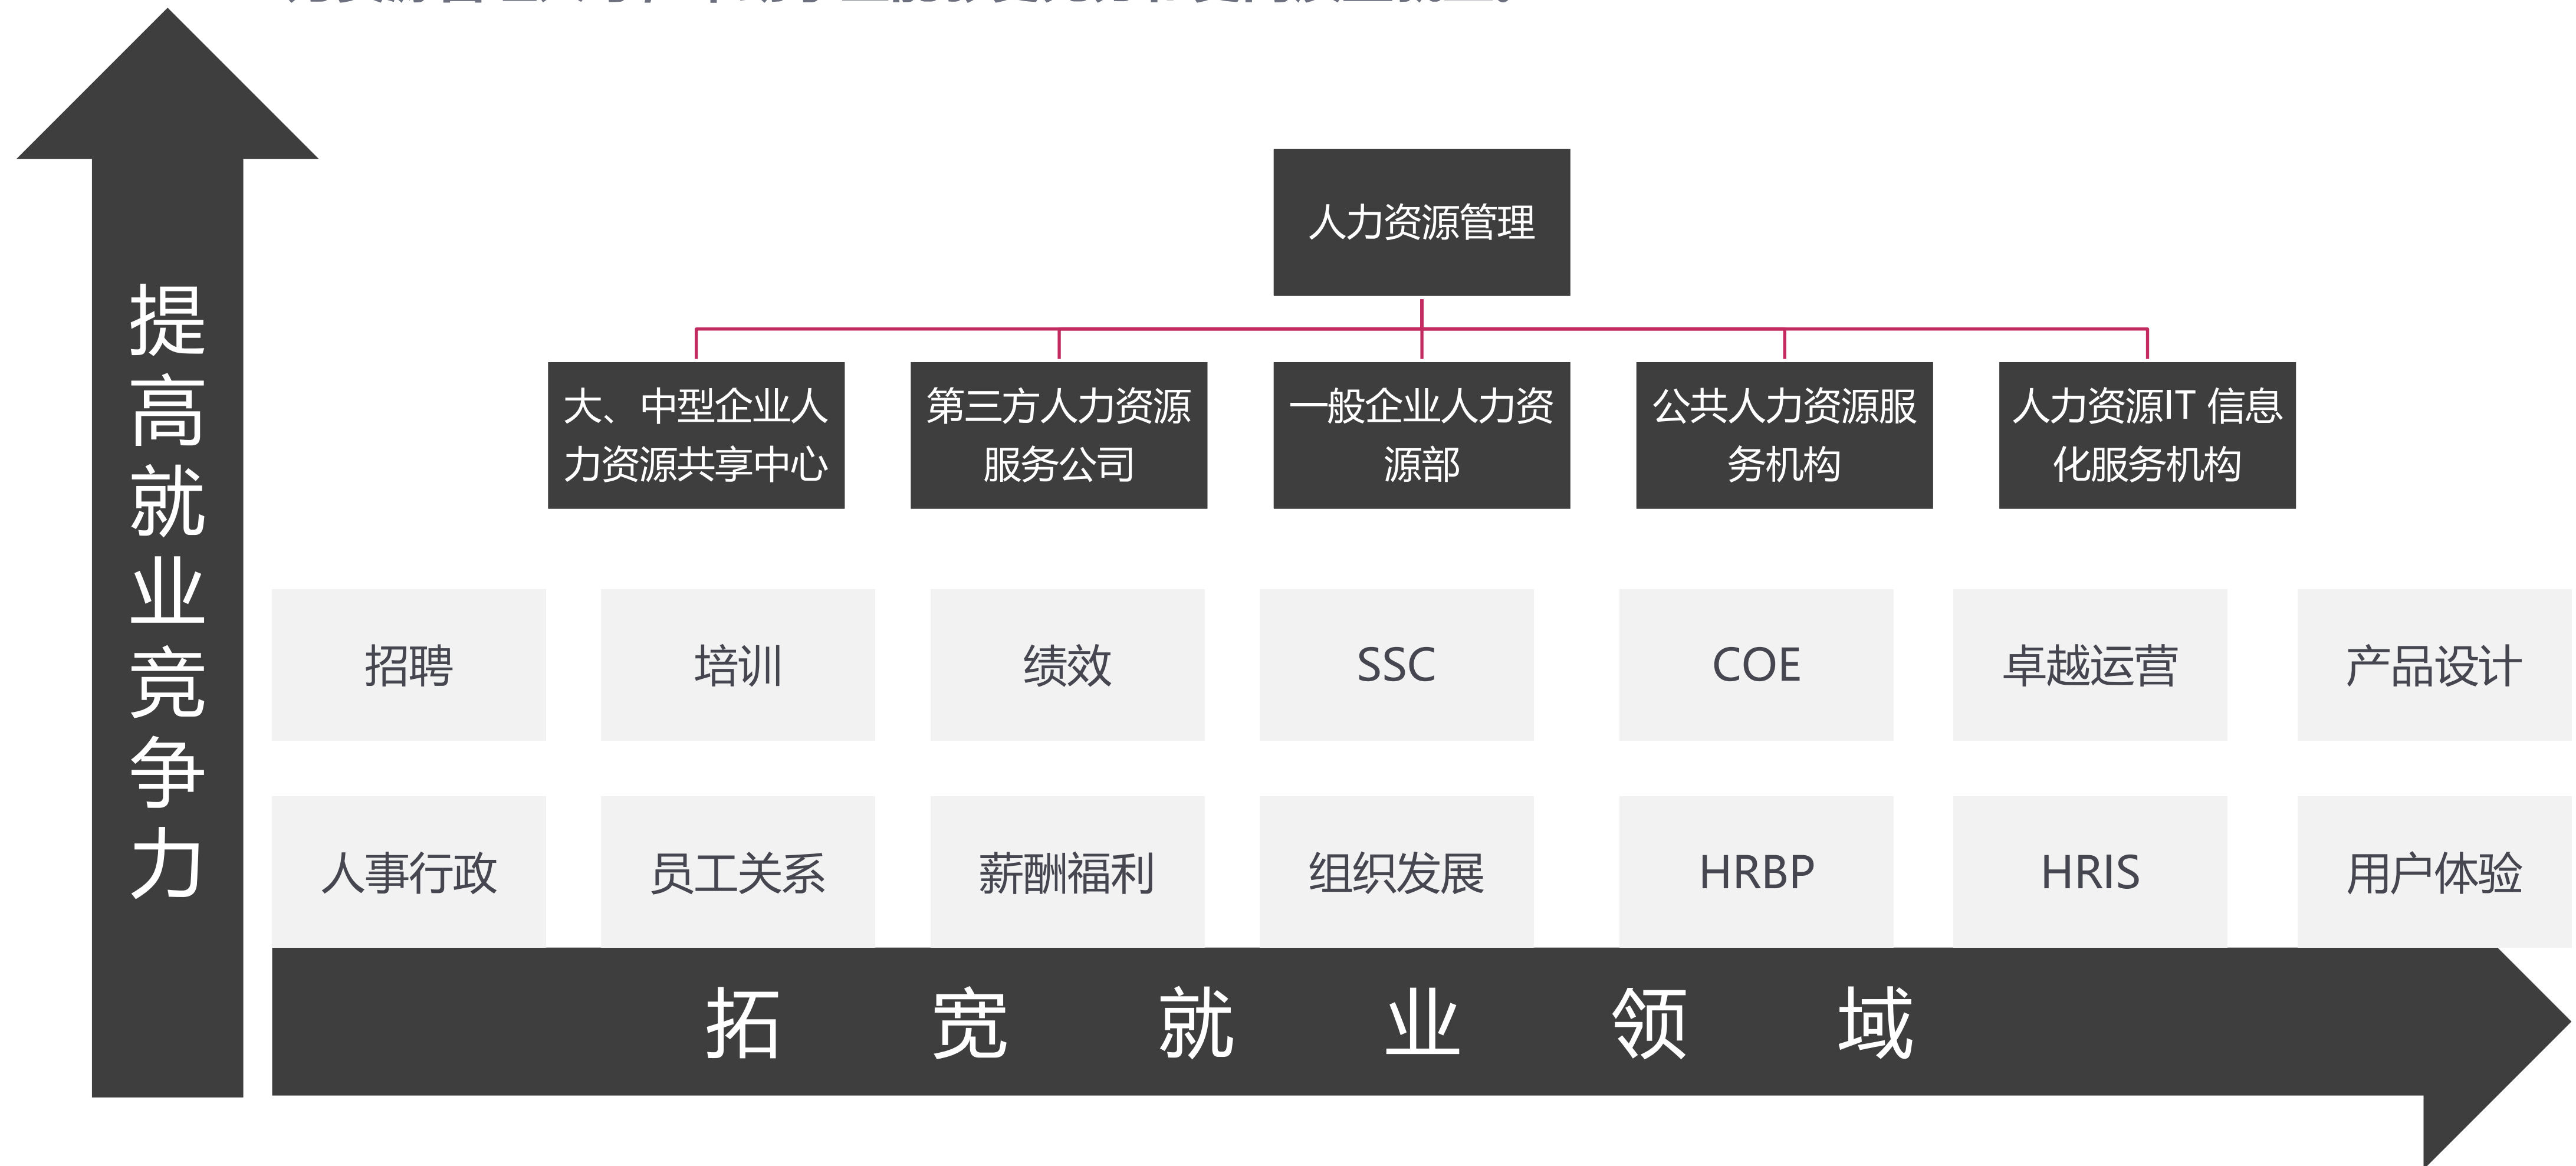 人力资源管理
大、中型企业人
力资源共享中心
第三方人力资源
服务公司
一般企业人力资
源部
公共人力资源服
务机构
人力资源IT 信息
化服务机构
提高就业竞争力
招聘
培训
绩效
SSC
COE
卓越运营
产品设计
人事行政
员工关系
薪酬福利
组织发展
HRBP
HRIS
用户体验
拓宽就业领域